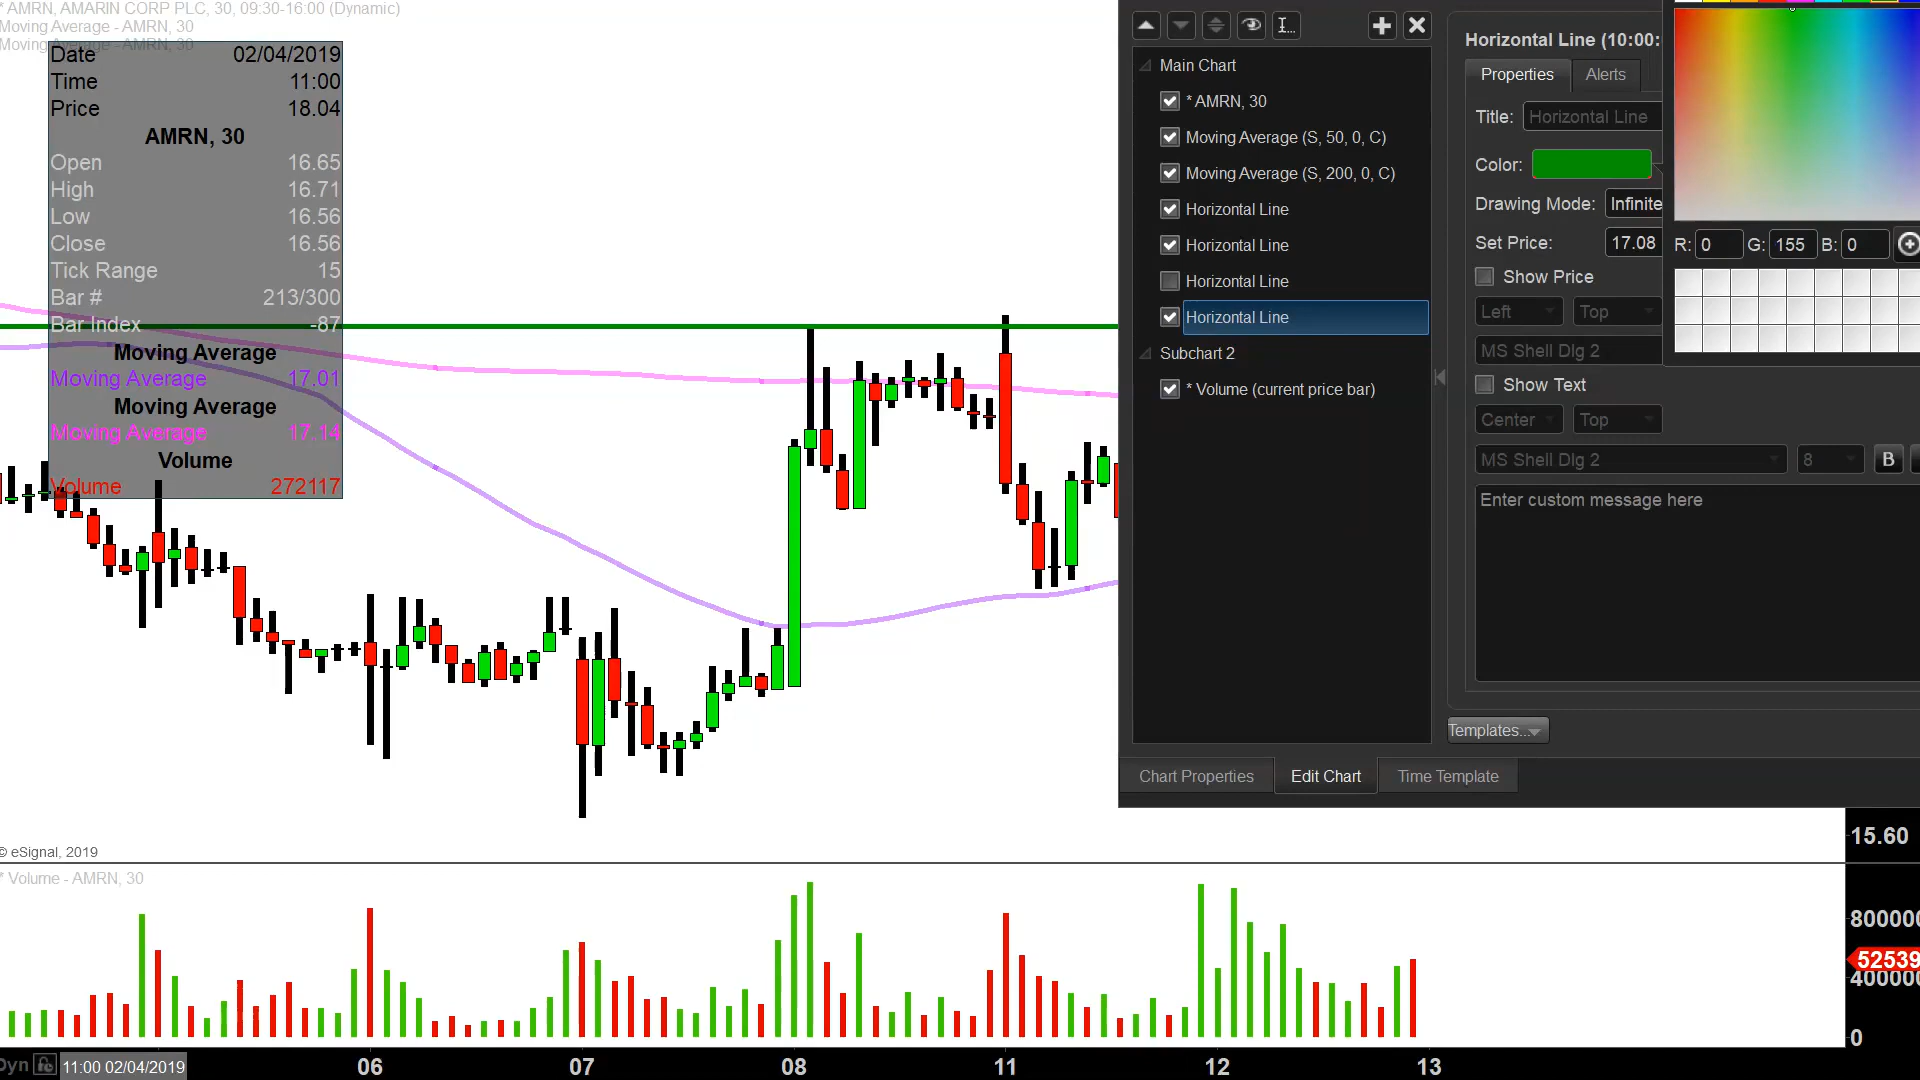 * AMRN, AMARIN CORP PLC, 30, 09:30-16:00 (Dynamic)
Moving Average - AMRN, 30
Moving Average - AMRN, 30
Date 02/04/2019
Time 11:00
Price 18.04
AMRN, 30
Open 16.65
High 16.71
Low 16.56
Close 16.56
Tick Range 15
Bar # 213/300
Bar Index -87
Moving Average
Moving Average 17.01
Moving Average
Moving Average 17.14
Volume
Volume 272117
© eSignal, 2019
* Volume - AMRN, 30
Main Chart
* AMRN, 30
Moving Average (S, 50, 0, C)
Moving Average (S, 200, 0, C)
Horizontal Line
Horizontal Line
Horizontal Line
Horizontal Line
Subchart 2
* Volume (current price bar)
Chart Properties Edit Chart Time Template
Horizontal Line (10:00:
Properties Alerts
Title: Horizontal Line
Color:
Drawing Mode: Infinite
Set Price: 17.08
R: 0 G: 155 B: 0
Show Price
Left Top
MS Shell Dlg 2
Show Text
Center Top
MS Shell Dlg 2 8 B
Enter custom message here
Templates...
15.60
800000
52539
400000
0
Dyn 11:00 02/04/2019 06 07 08 11 12 13